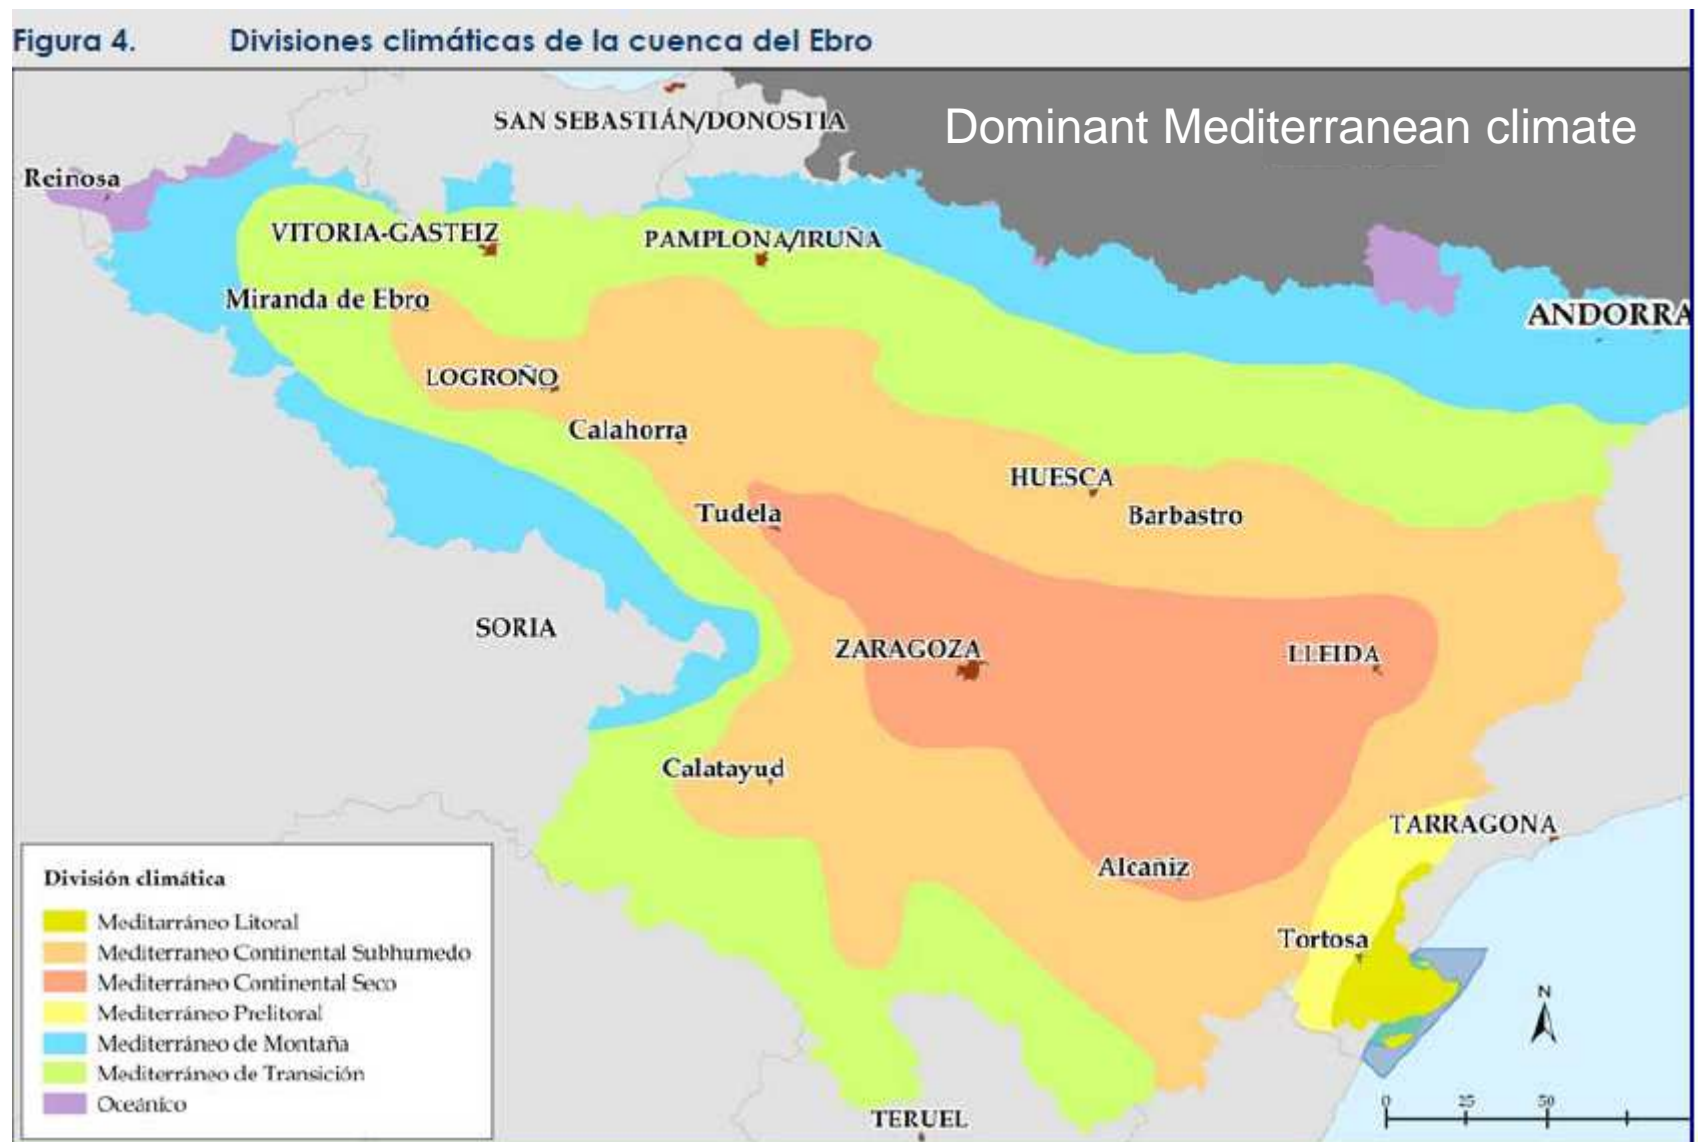 Figura 4. Divisiones climáticas de la cuenca del Ebro
Dominant Mediterranean climate
SAN SEBASTIÁN/DONOSTIA
Reinosa
VITORIA-GASTEIZ
PAMPLONA/IRUÑA
Miranda de Ebro
ANDORRA
LOGROÑO
Calahorra
HUESCA
Tudela
Barbastro
SORIA
ZARAGOZA
LLEIDA
Calatayud
TARRAGONA
Alcañiz
Tortosa
TERUEL
División climática
Meditarráneo Litoral
Mediterraneo Continental Subhumedo
Mediterráneo Continental Seco
Mediterráneo Prelitoral
Mediterráneo de Montaña
Mediterráneo de Transición
Oceánico
N
0 25 50